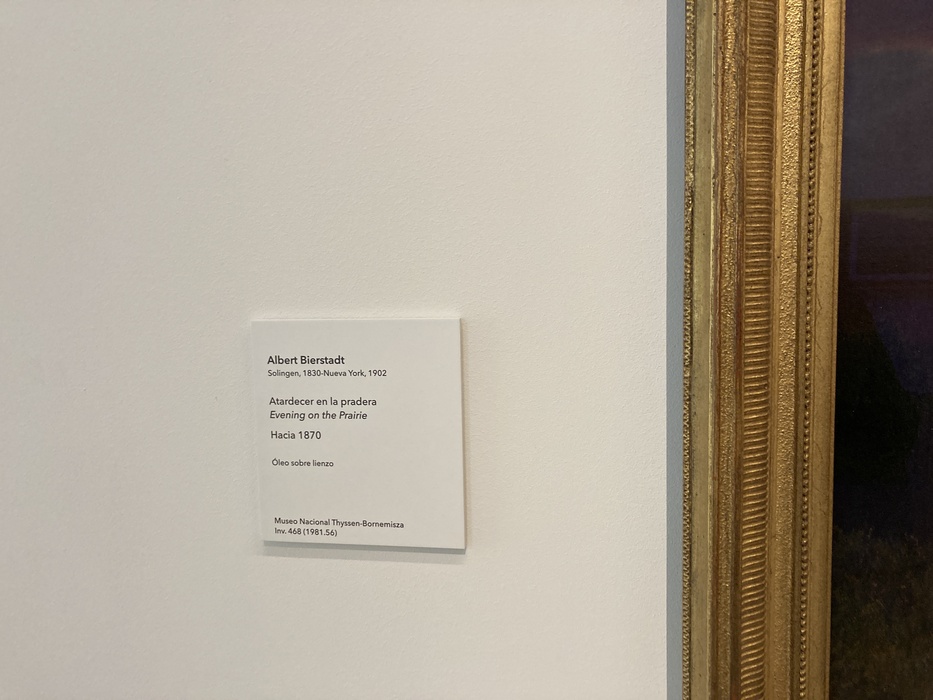 Albert Bierstadt
Solingen, 1830-Nueva York, 1902
Atardecer en la pradera
Evening on the Prairie
Hacia 1870
Óleo sobre lienzo
Museo Nacional Thyssen-Bornemisza
Inv. 468 (1981.56)